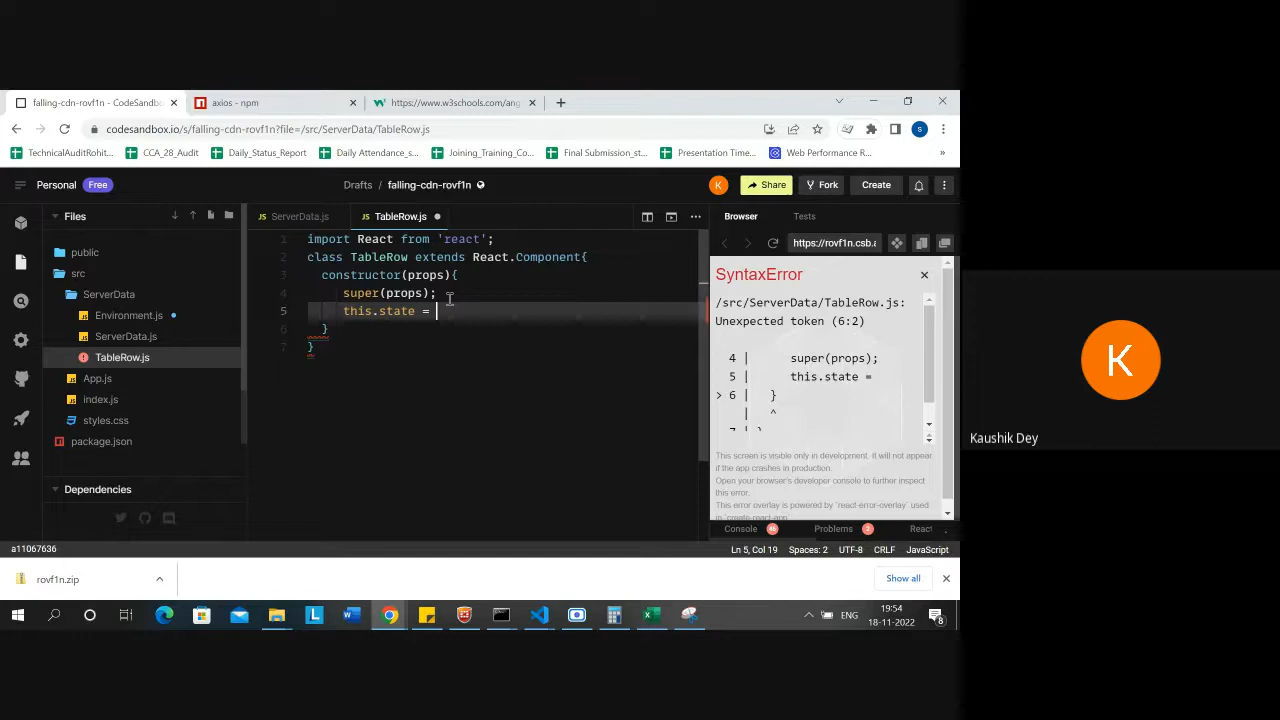 falling-cdn-rovf1n - CodeSandbo
axios - npm
https://www.w3schools.com/ang
codesandbox.io/s/falling-cdn-rovf1n?file=/src/ServerData/TableRow.js
s
TechnicalAuditRohit...
CCA_28_Audit
Daily_Status_Report
Daily Attendance_s...
Joining_Training_Co...
Final Submission_st...
Presentation Time...
Web Performance R...
»
Personal Free
Drafts / falling-cdn-rovf1n
K
Share
Fork
Create
Files
public
src
ServerData
Environment.js
ServerData.js
TableRow.js
App.js
index.js
styles.css
package.json
Dependencies
JS ServerData.js
JS TableRow.js
1 import React from 'react';
2 class TableRow extends React.Component{
3 constructor(props){
4 super(props);
5 this.state =
6 }
7 }
Browser
Tests
https://rovf1n.csb.a
SyntaxError
/src/ServerData/TableRow.js:
Unexpected token (6:2)
4 | super(props);
5 | this.state =
> 6 | }
| ^
7 | }
This screen is visible only in development. It will not appear
if the app crashes in production.
Open your browser's developer console to further inspect
this error.
This error overlay is powered by `react-error-overlay` used
in `create-react-app`
Console 46
Problems 3
React
a11067636
Ln 5, Col 19
Spaces: 2
UTF-8
CRLF
JavaScript
rovf1n.zip
Show all
ENG
19:54
18-11-2022
8
K
Kaushik Dey